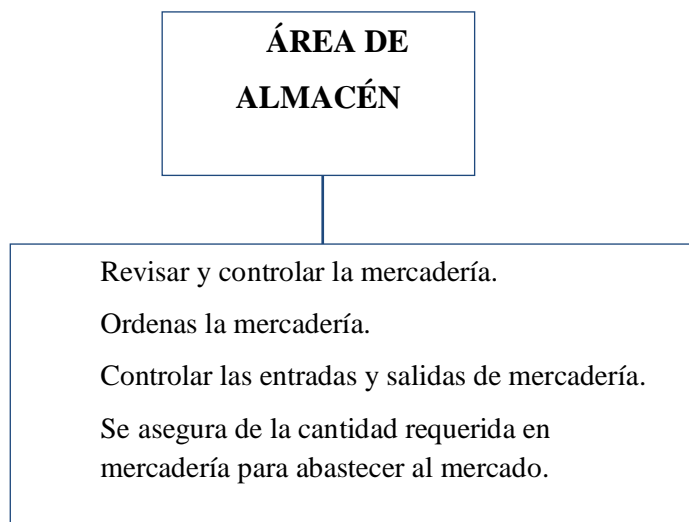 ÁREA DE
ALMACÉN
Revisar y controlar la mercadería.
Ordenas la mercadería.
Controlar las entradas y salidas de mercadería.
Se asegura de la cantidad requerida en
mercadería para abastecer al mercado.